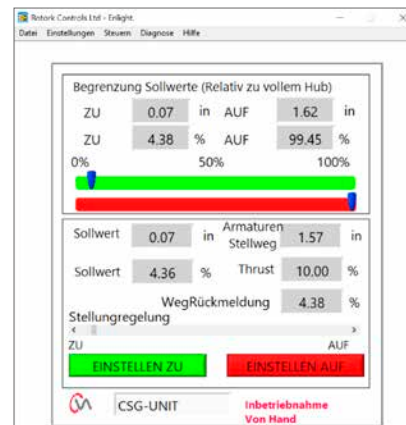 Rotork Controls Ltd - Enlight.
Datei Einstellungen Steuern Diagnose Hilfe
Begrenzung Sollwerte (Relativ zu vollem Hub)
ZU 0.07 in AUF 1.62 in
ZU 4.38 % AUF 99.45 %
0% 50% 100%
Sollwert 0.07 in Armaturen Stellweg 1.57 in
Sollwert 4.36 % Thrust 10.00 %
WegRückmeldung 4.38 %
Stellungregelung
ZU AUF
EINSTELLEN ZU EINSTELLEN AUF
CSG-UNIT Inbetriebnahme
Von Hand